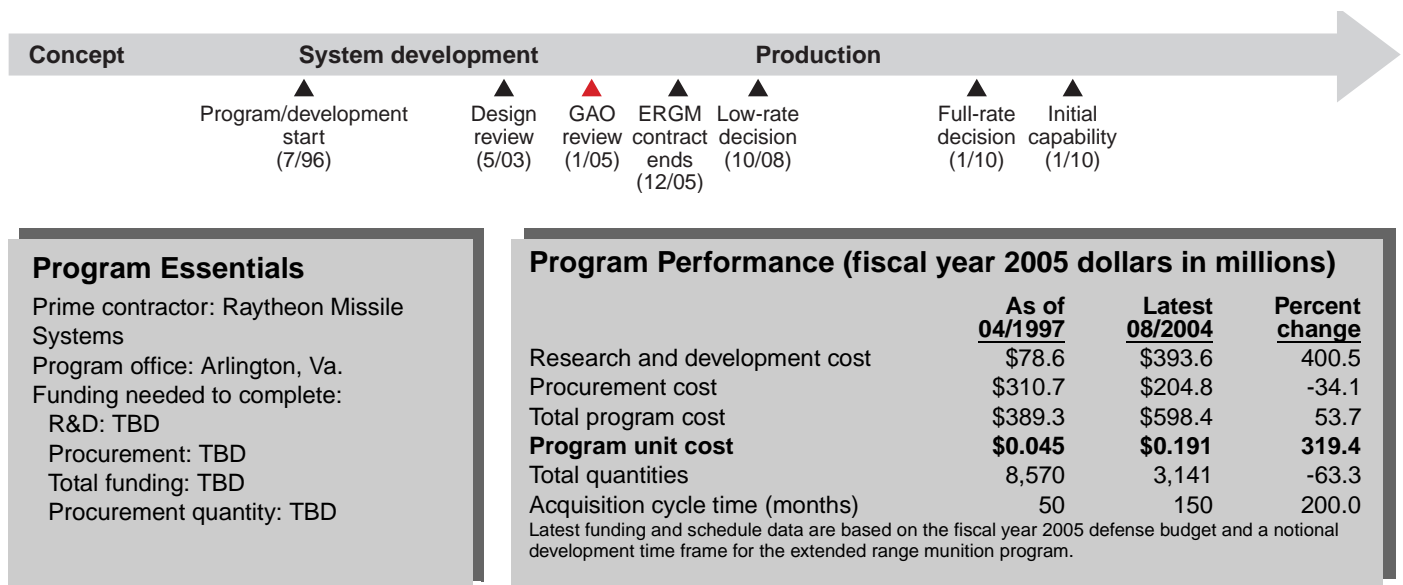 Concept System development Production
Program/development start (7/96)
Design review (5/03)
GAO review (1/05)
ERGM contract ends (12/05)
Low-rate decision (10/08)
Full-rate decision (1/10)
Initial capability (1/10)
Program Essentials
Prime contractor: Raytheon Missile
Systems
Program office: Arlington, Va.
Funding needed to complete:
R&D: TBD
Procurement: TBD
Total funding: TBD
Procurement quantity: TBD
Program Performance (fiscal year 2005 dollars in millions)
As of 04/1997 Latest 08/2004 Percent change
Research and development cost $78.6 $393.6 400.5
Procurement cost $310.7 $204.8 -34.1
Total program cost $389.3 $598.4 53.7
Program unit cost $0.045 $0.191 319.4
Total quantities 8,570 3,141 -63.3
Acquisition cycle time (months) 50 150 200.0
Latest funding and schedule data are based on the fiscal year 2005 defense budget and a notional
development time frame for the extended range munition program.